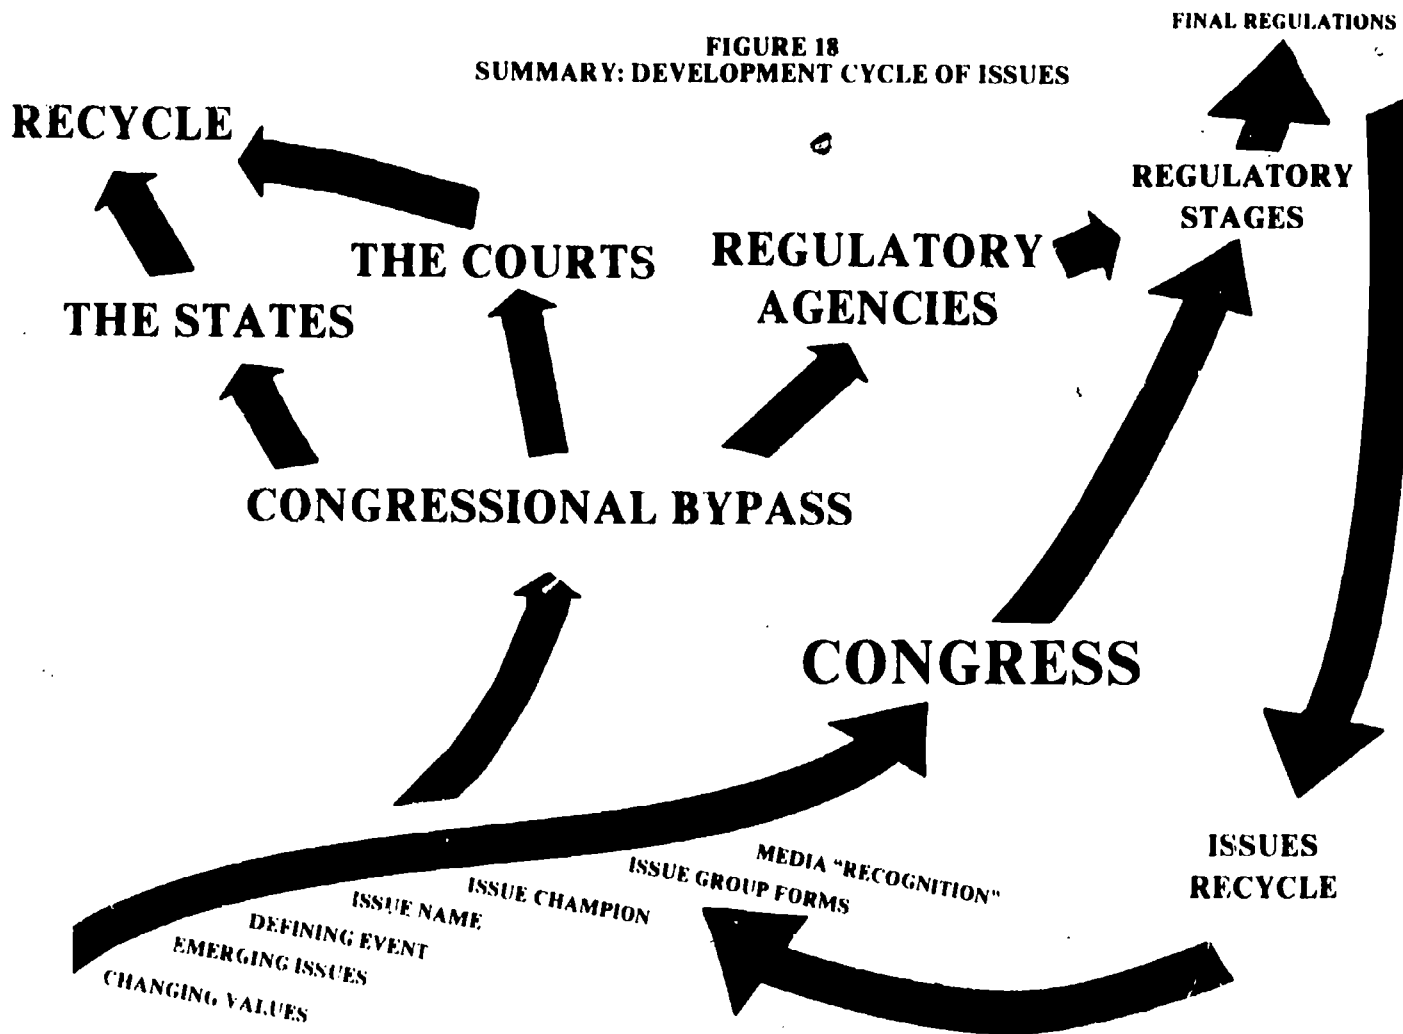 FINAL REGULATIONS
FIGURE 18
SUMMARY: DEVELOPMENT CYCLE OF ISSUES
RECYCLE
REGULATORY
STAGES
THE COURTS
REGULATORY
AGENCIES
THE STATES
CONGRESSIONAL BYPASS
CONGRESS
ISSUES
RECYCLE
MEDIA "RECOGNITION"
ISSUE GROUP FORMS
ISSUE CHAMPION
ISSUE NAME
DEFINING EVENT
EMERGING ISSUES
CHANGING VALUES